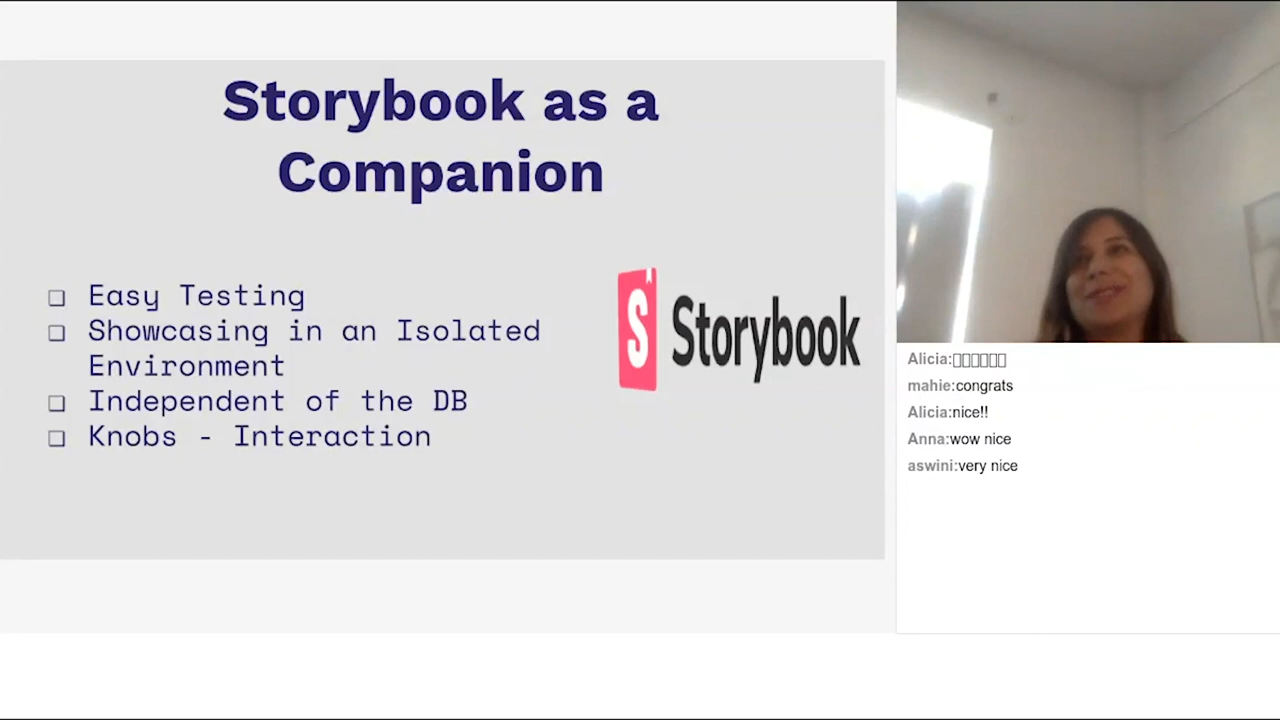 Storybook as a
Companion
❑ Easy Testing
❑ Showcasing in an Isolated
Environment
❑ Independent of the DB
❑ Knobs - Interaction
S Storybook
Alicia:▯▯▯▯▯▯
mahie:congrats
Alicia:nice!!
Anna:wow nice
aswini:very nice